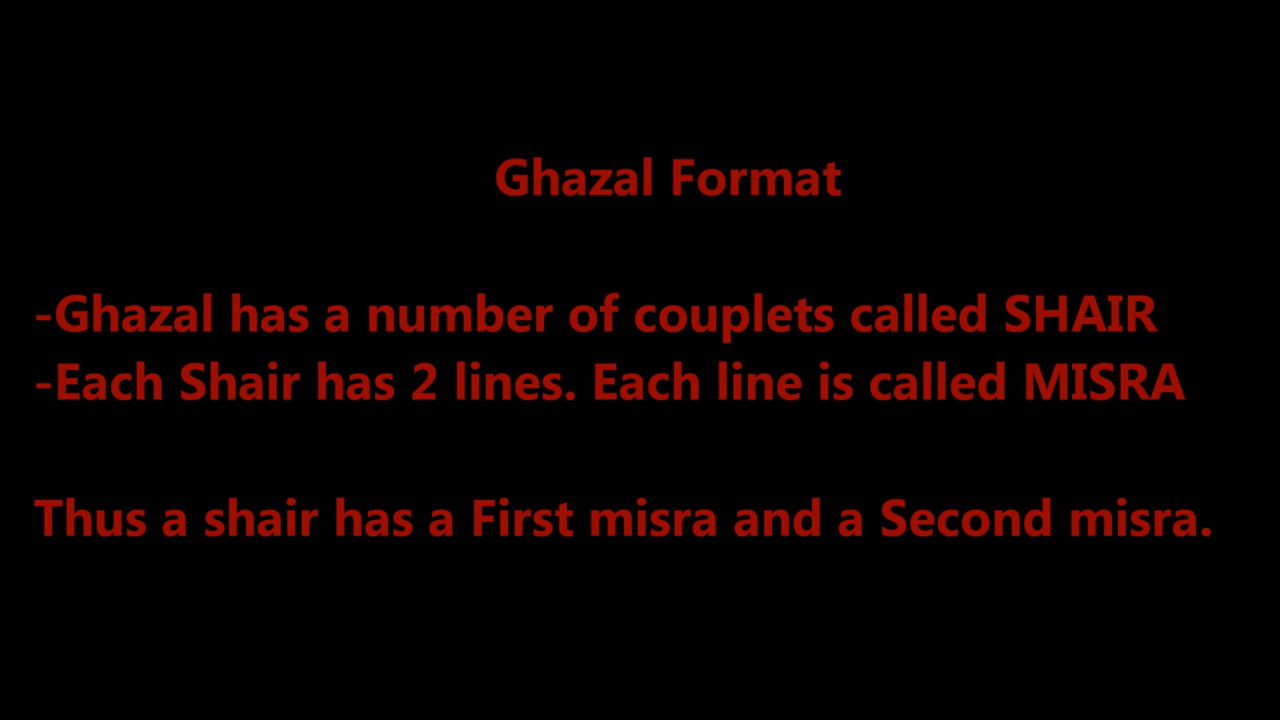 Ghazal Format
-Ghazal has a number of couplets called SHAIR
-Each Shair has 2 lines. Each line is called MISRA
Thus a shair has a First misra and a Second misra.